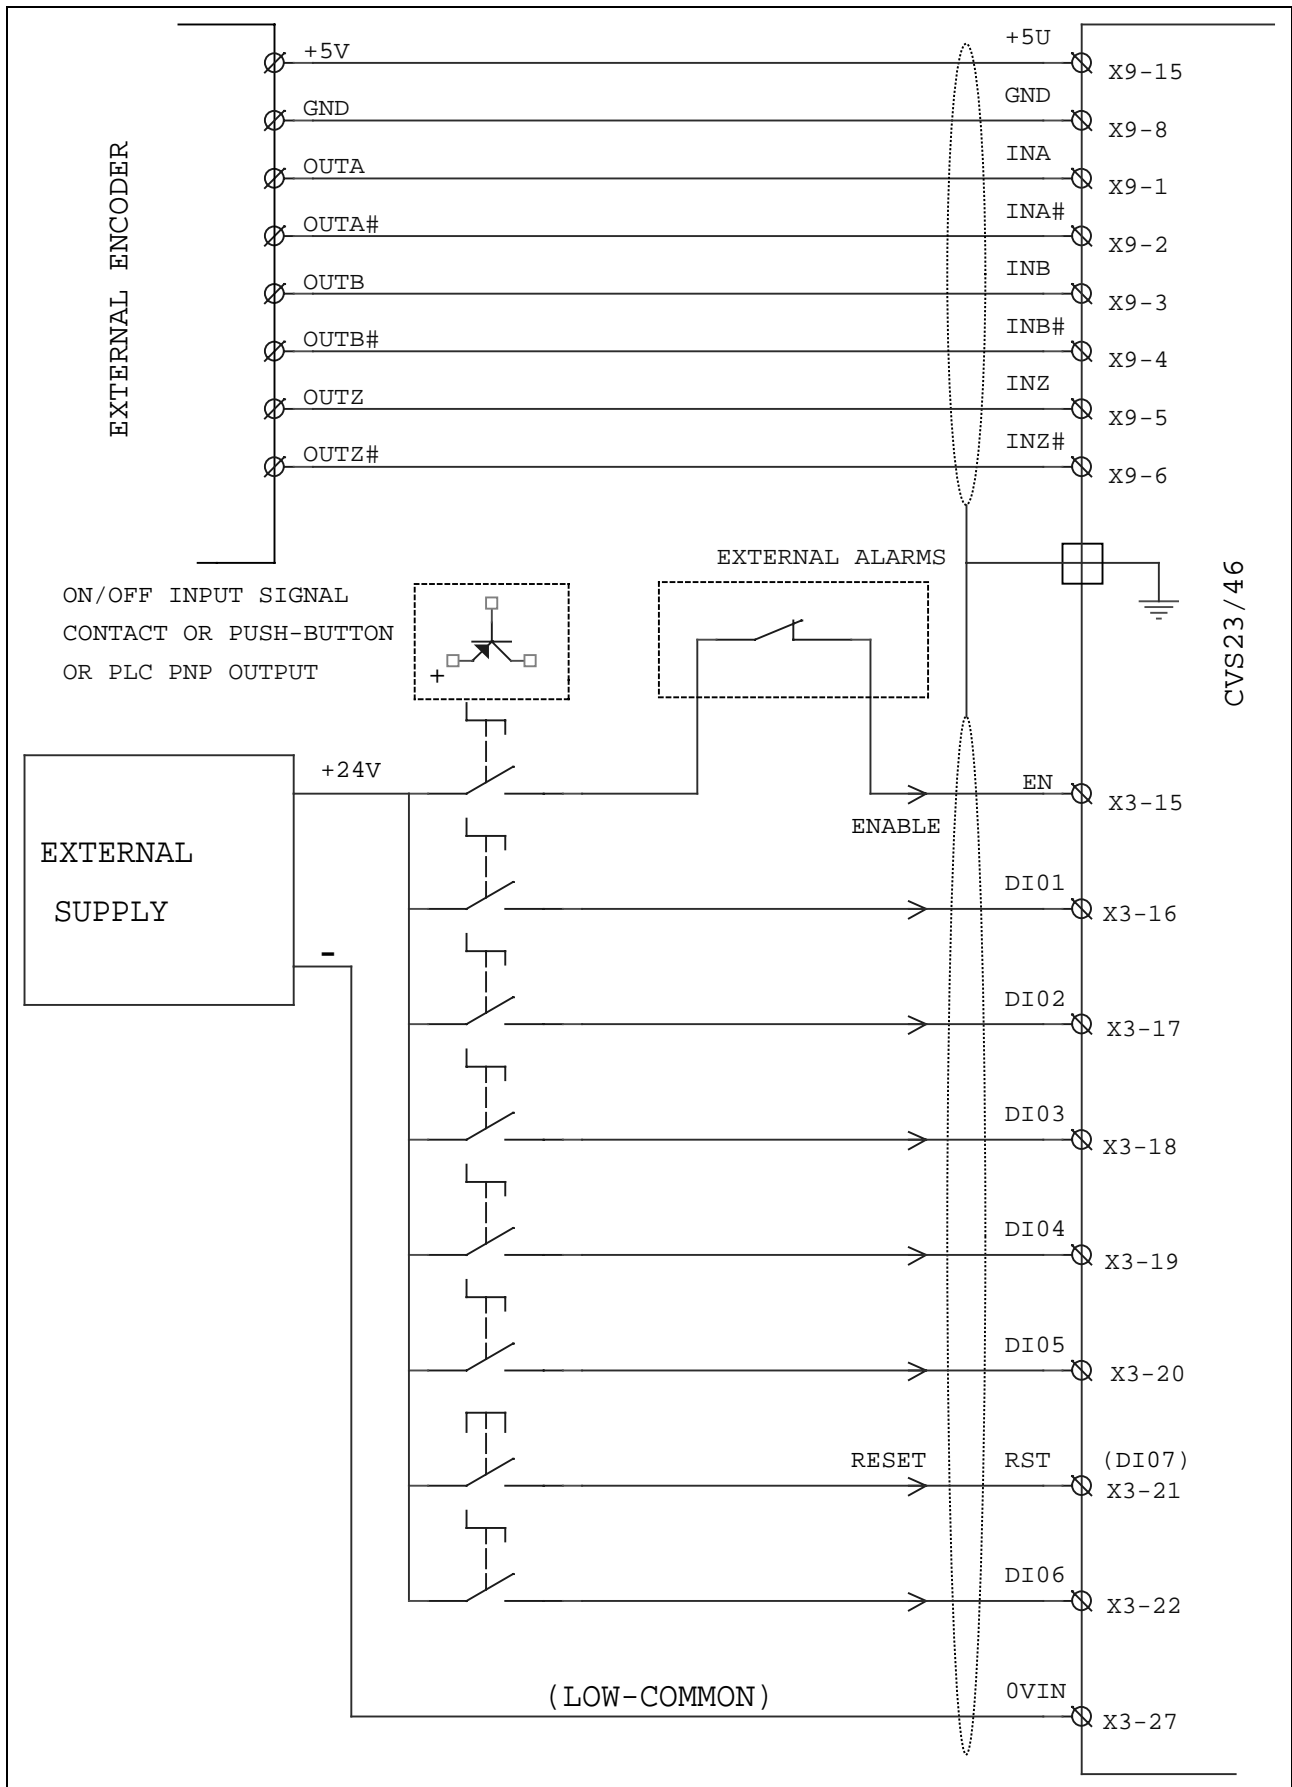 +5V
+5U
X9-15
GND
GND
X9-8
OUTA
INA
X9-1
OUTA#
INA#
X9-2
OUTB
INB
X9-3
OUTB#
INB#
X9-4
OUTZ
INZ
X9-5
OUTZ#
INZ#
X9-6
EXTERNAL ENCODER
EXTERNAL ALARMS
CVS23/46
ON/OFF INPUT SIGNAL
CONTACT OR PUSH-BUTTON
OR PLC PNP OUTPUT
+
+24V
EN
X3-15
ENABLE
EXTERNAL
SUPPLY
-
DI01
X3-16
DI02
X3-17
DI03
X3-18
DI04
X3-19
DI05
X3-20
RESET
RST
(DI07)
X3-21
DI06
X3-22
(LOW-COMMON)
0VIN
X3-27